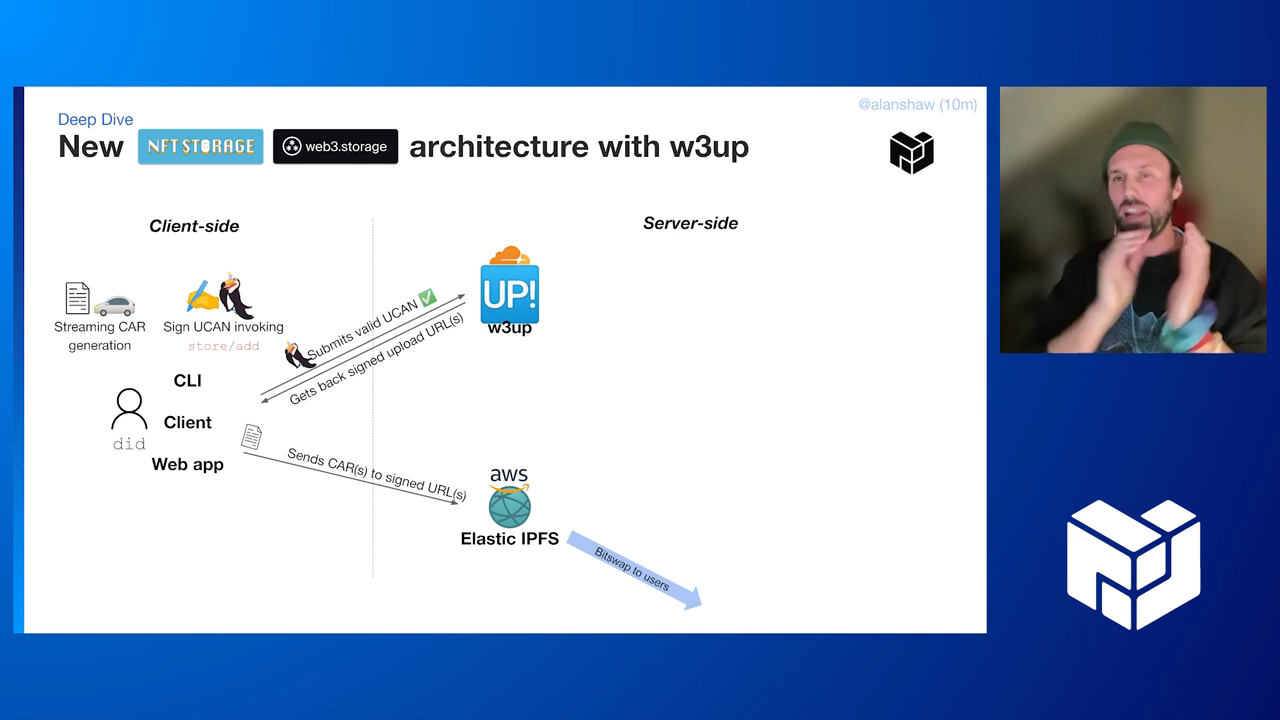 @alanshaw (10m)
Deep Dive
New NFT STORAGE web3.storage architecture with w3up
Client-side
Server-side
Streaming CAR
generation
Sign UCAN invoking
store/add
Submits valid UCAN
Gets back signed upload URL(s)
UP!
w3up
CLI
Client
did
Web app
Sends CAR(s) to signed URL(s)
aws
Elastic IPFS
Bitswap to users